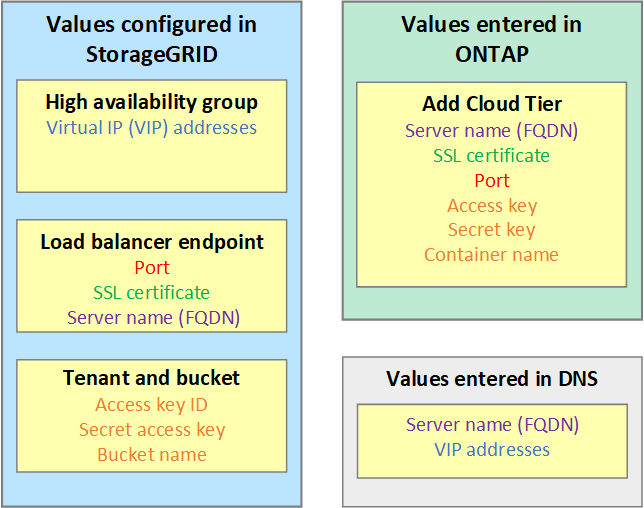 Values configured in
StorageGRID
High availability group
Virtual IP (VIP) addresses
Load balancer endpoint
Port
SSL certificate
Server name (FQDN)
Tenant and bucket
Access key ID
Secret access key
Bucket name
Values entered in
ONTAP
Add Cloud Tier
Server name (FQDN)
SSL certificate
Port
Access key
Secret key
Container name
Values entered in DNS
Server name (FQDN)
VIP addresses